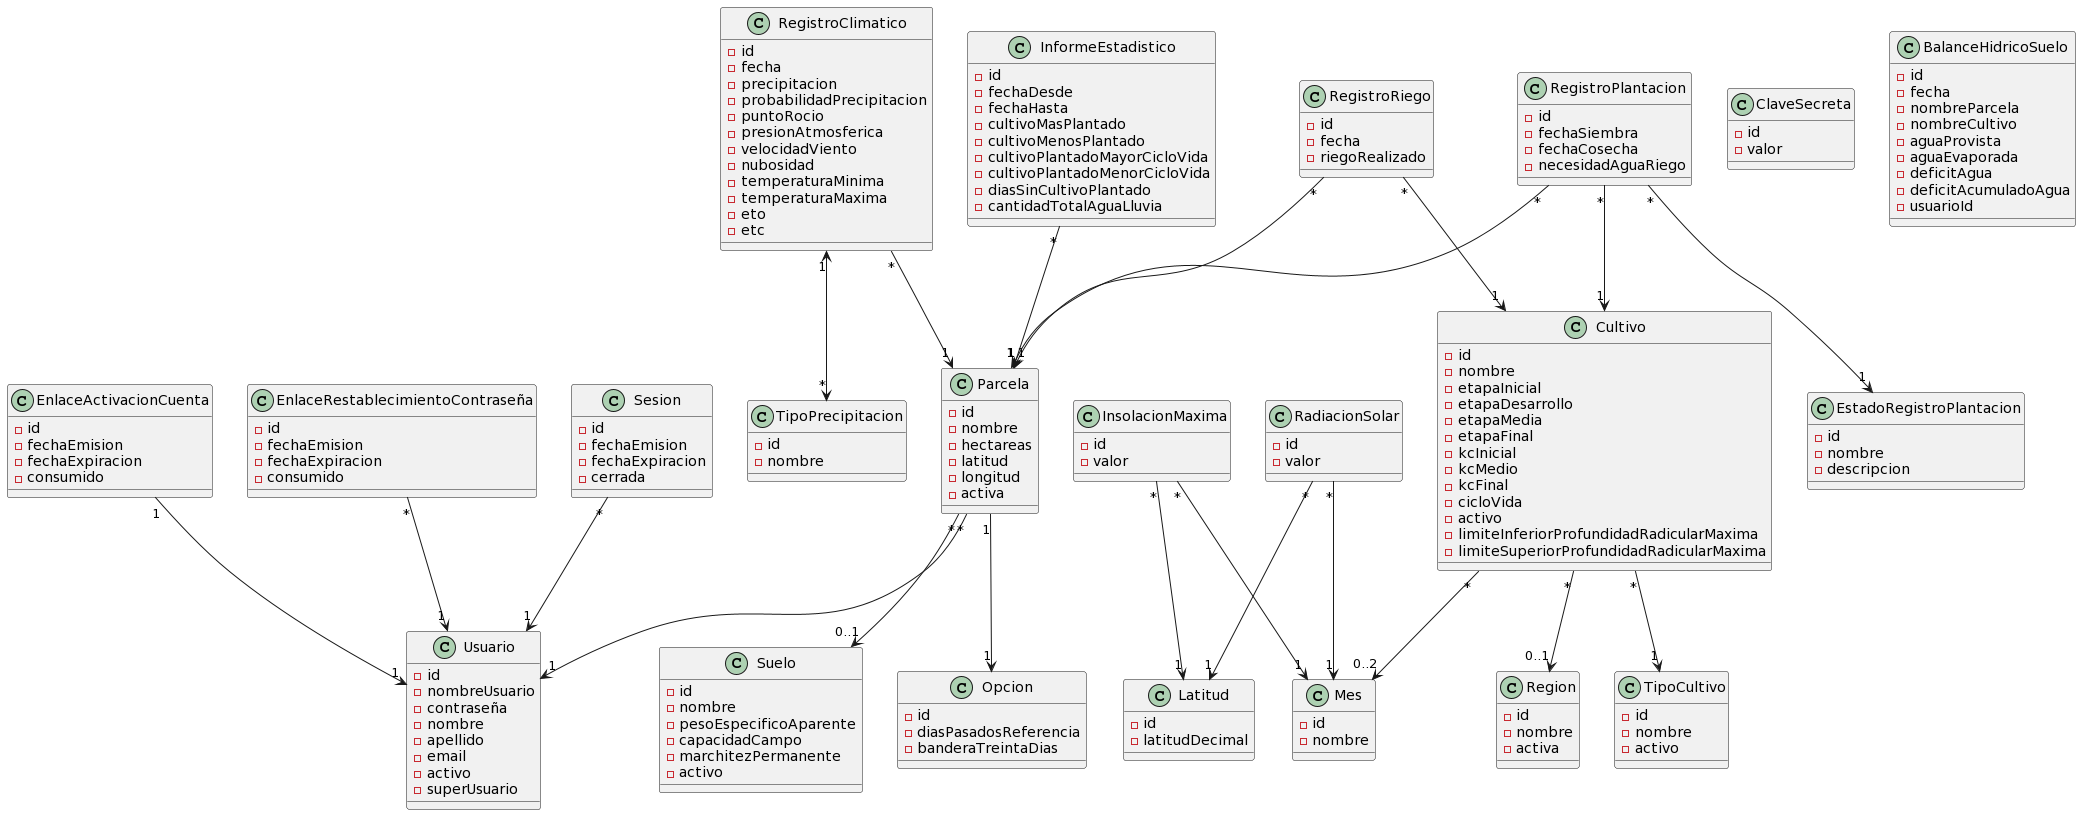 RegistroClimatico
id
fecha
precipitacion
probabilidadPrecipitacion
puntoRocio
presionAtmosferica
velocidadViento
nubosidad
temperaturaMinima
temperaturaMaxima
eto
etc
InformeEstadistico
id
fechaDesde
fechaHasta
cultivoMasPlantado
cultivoMenosPlantado
cultivoPlantadoMayorCicloVida
cultivoPlantadoMenorCicloVida
diasSinCultivoPlantado
cantidadTotalAguaLluvia
RegistroRiego
id
fecha
riegoRealizado
RegistroPlantacion
id
fechaSiembra
fechaCosecha
necesidadAguaRiego
ClaveSecreta
id
valor
BalanceHidricoSuelo
id
fecha
nombreParcela
nombreCultivo
aguaProvista
aguaEvaporada
deficitAgua
deficitAcumuladoAgua
usuarioId
* * * * *
1 *
1 1
* 1 1 1 1
1
EnlaceActivacionCuenta
id
fechaEmision
fechaExpiracion
consumido
EnlaceRestablecimientoContraseña
id
fechaEmision
fechaExpiracion
consumido
Sesion
id
fechaEmision
fechaExpiracion
cerrada
TipoPrecipitacion
id
nombre
Parcela
id
nombre
hectareas
latitud
longitud
activa
InsolacionMaxima
id
valor
RadiacionSolar
id
valor
Cultivo
id
nombre
etapaInicial
etapaDesarrollo
etapaMedia
etapaFinal
kcInicial
kcMedio
kcFinal
cicloVida
activo
limiteInferiorProfundidadRadicularMaxima
limiteSuperiorProfundidadRadicularMaxima
EstadoRegistroPlantacion
id
nombre
descripcion
* * * *
1 * *
* * 1
* * *
1 1 0..1
1 1 1 1 1 1 1 0..2 0..1 1
Usuario
id
nombreUsuario
contraseña
nombre
apellido
email
activo
superUsuario
Suelo
id
nombre
pesoEspecificoAparente
capacidadCampo
marchitezPermanente
activo
Opcion
id
diasPasadosReferencia
banderaTreintaDias
Latitud
id
latitudDecimal
Mes
id
nombre
Region
id
nombre
activa
TipoCultivo
id
nombre
activo